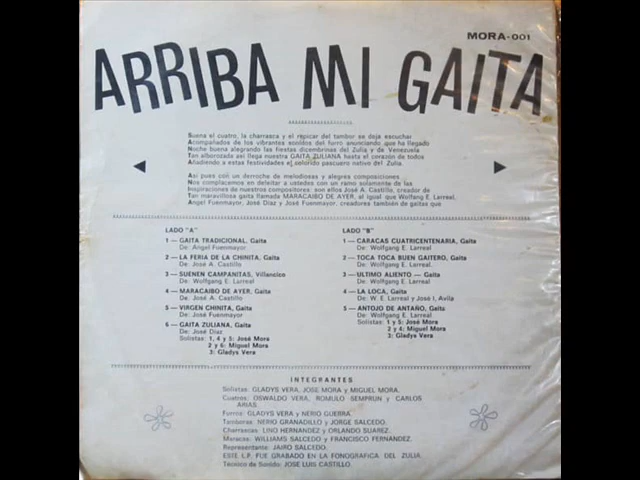 MORA-001
ARRIBA MI GAITA
Suena el cuatro, la charrasca y el repicar del tambor se deja escuchar
Acompañados de los vibrantes sonidos del furro anunciando que ha llegado
Noche buena alegrando las fiestas dicembrinas del Zulia y de Venezuela
Tan alborozada así llega nuestra GAITA ZULIANA hasta el corazón de todos
Añadiendo a estas festividades el colorido pascuero nativo del Zulia.
Así pues con un derroche de melodiosas y alegres composiciones
Nos complacemos en deleitar a ustedes con un ramo solamente de las
Inspiraciones de nuestros compositores: son ellos José A. Castillo, creador de
Tan maravillosa gaita llamada MARACAIBO DE AYER, al igual que Wolfang E. Larreal,
Angel Fuenmayor, José Díaz y José Fuenmayor, creadores también de gaitas que
LADO "A"
1 — GAITA TRADICIONAL, Gaita
De: Angel Fuenmayor
2 — LA FERIA DE LA CHINITA, Gaita
De: José A. Castillo
3 — SUENEN CAMPANITAS, Villancico
De: Wolfgang E. Larreal
4 — MARACAIBO DE AYER, Gaita
De: José A. Castillo
5 — VIRGEN CHINITA, Gaita
De: José Fuenmayor
6 — GAITA ZULIANA, Gaita
De: José Díaz
Solistas: 1, 4 y 5: José Mora
2 y 6: Miguel Mora
3: Gladys Vera
LADO "B"
1 — CARACAS CUATRICENTENARIA, Gaita
De: Wolfgang E. Larreal
2 — TOCA TOCA BUEN GAITERO, Gaita
De: Wolfgang E. Larreal.
3 — ULTIMO ALIENTO — Gaita
De: Wolfgang E. Larreal
4 — LA LOCA, Gaita
De: W. E. Larreal y José I, Avila
5 — ANTOJO DE ANTAÑO, Gaita
De: Wolfgang E. Larreal
Solistas: 1 y 5: José Mora
2 y 4: Miguel Mora
3: Gladys Vera
INTEGRANTES
Solistas: GLADYS VERA, JOSE MORA y MIGUEL MORA.
Cuatros: OSWALDO VERA, ROMULO SEMPRUN y CARLOS
ARIAS.
Furros: GLADYS VERA y NERIO GUERRA.
Tamboras: NERIO GRANADILLO y JORGE SALCEDO.
Charrascas: LINO HERNANDEZ y ORLANDO SUAREZ.
Maracas: WILLIAMS SALCEDO y FRANCISCO FERNANDEZ.
Representante: JAIRO SALCEDO.
ESTE L.P. FUE GRABADO EN LA FONOGRAFICA DEL ZULIA.
Técnico de Sonido: JOSE LUIS CASTILLO.